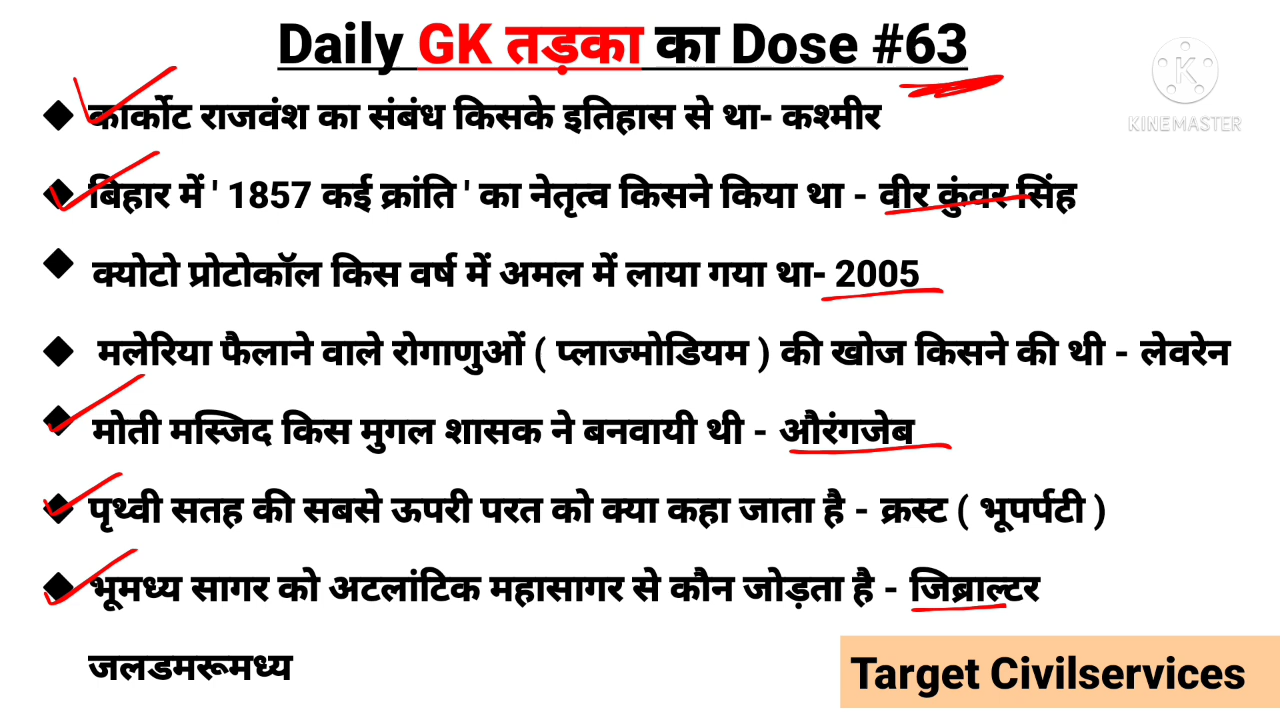 Daily GK तड़का का Dose #63
K
KINEMASTER
◆ कार्कोट राजवंश का संबंध किसके इतिहास से था- कश्मीर
◆ बिहार में ' 1857 कई क्रांति ' का नेतृत्व किसने किया था - वीर कुंवर सिंह
◆ क्योटो प्रोटोकॉल किस वर्ष में अमल में लाया गया था- 2005
◆ मलेरिया फैलाने वाले रोगाणुओं ( प्लाज्मोडियम ) की खोज किसने की थी - लेवरेन
◆ मोती मस्जिद किस मुगल शासक ने बनवायी थी - औरंगजेब
◆ पृथ्वी सतह की सबसे ऊपरी परत को क्या कहा जाता है - क्रस्ट ( भूपर्पटी )
◆ भूमध्य सागर को अटलांटिक महासागर से कौन जोड़ता है - जिब्राल्टर
जलडमरूमध्य
Target Civilservices